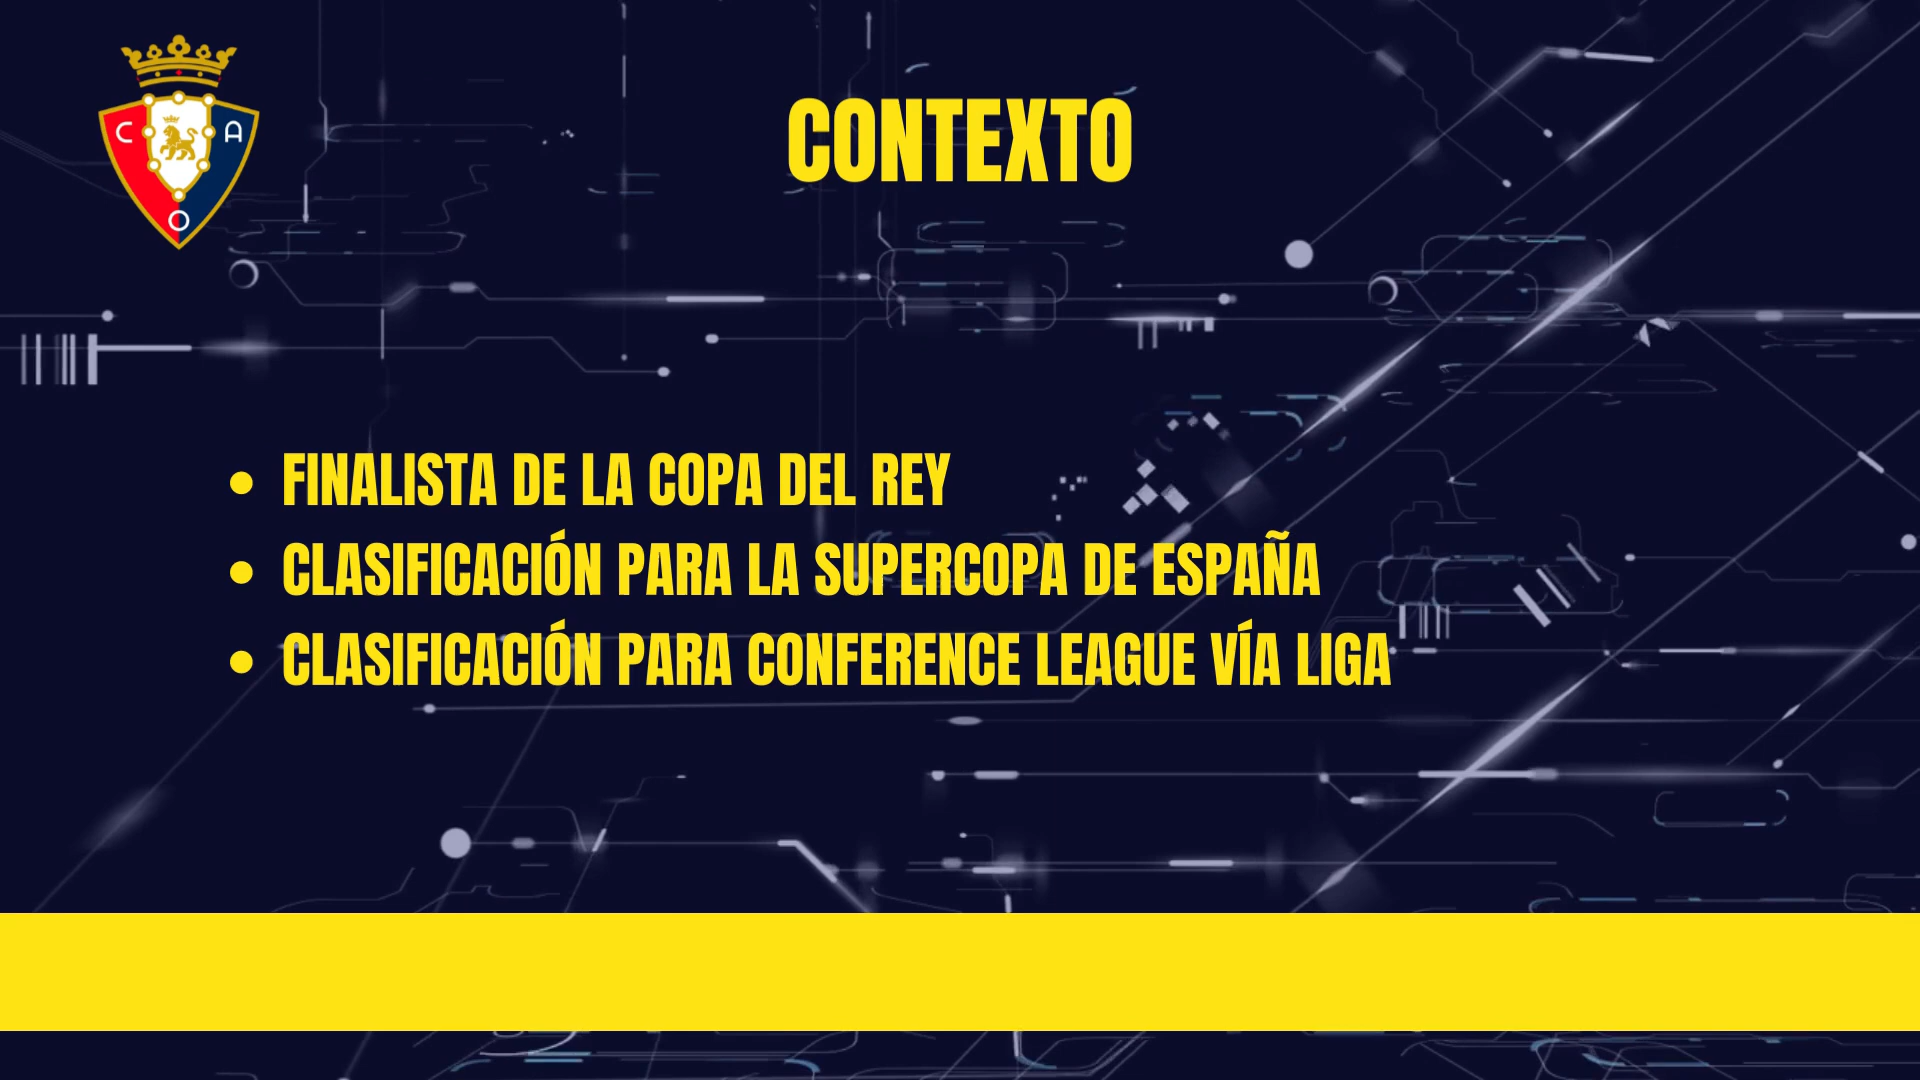 C A
O
CONTEXTO
• FINALISTA DE LA COPA DEL REY
• CLASIFICACIÓN PARA LA SUPERCOPA DE ESPAÑA
• CLASIFICACIÓN PARA CONFERENCE LEAGUE VÍA LIGA